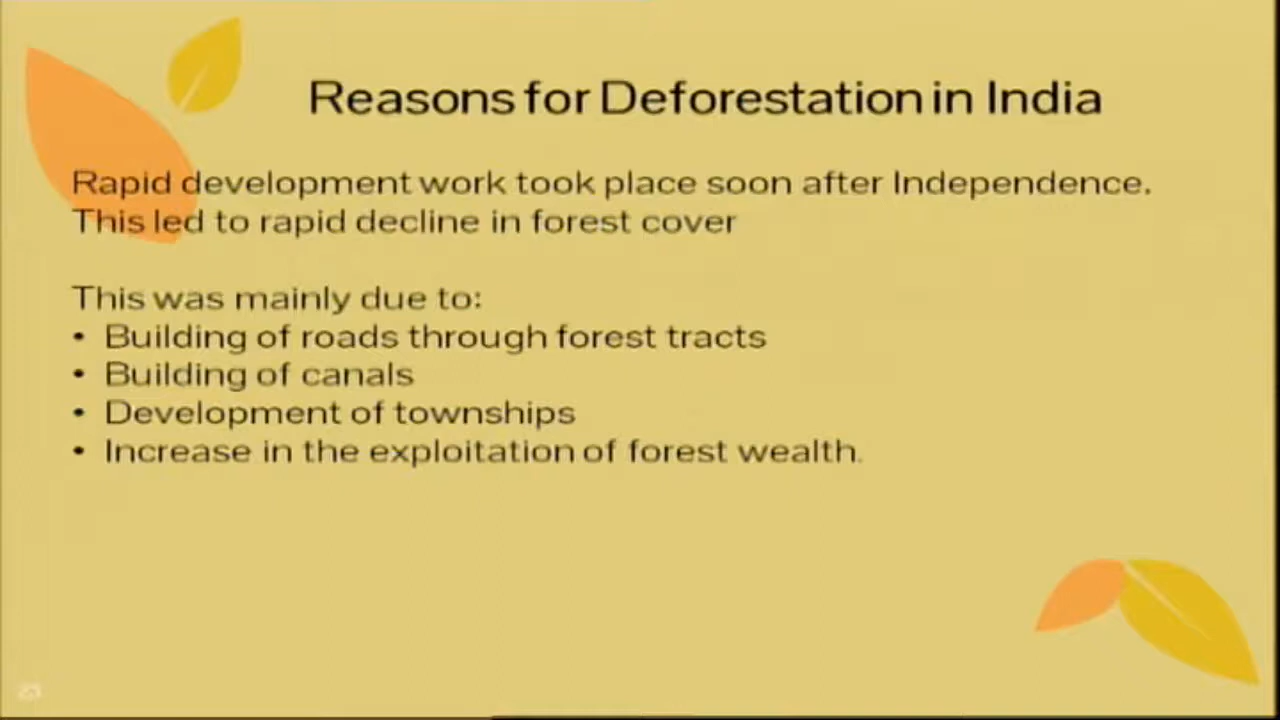 Reasons for Deforestation in India
Rapid development work took place soon after Independence.
This led to rapid decline in forest cover
This was mainly due to:
• Building of roads through forest tracts
• Building of canals
• Development of townships
• Increase in the exploitation of forest wealth.